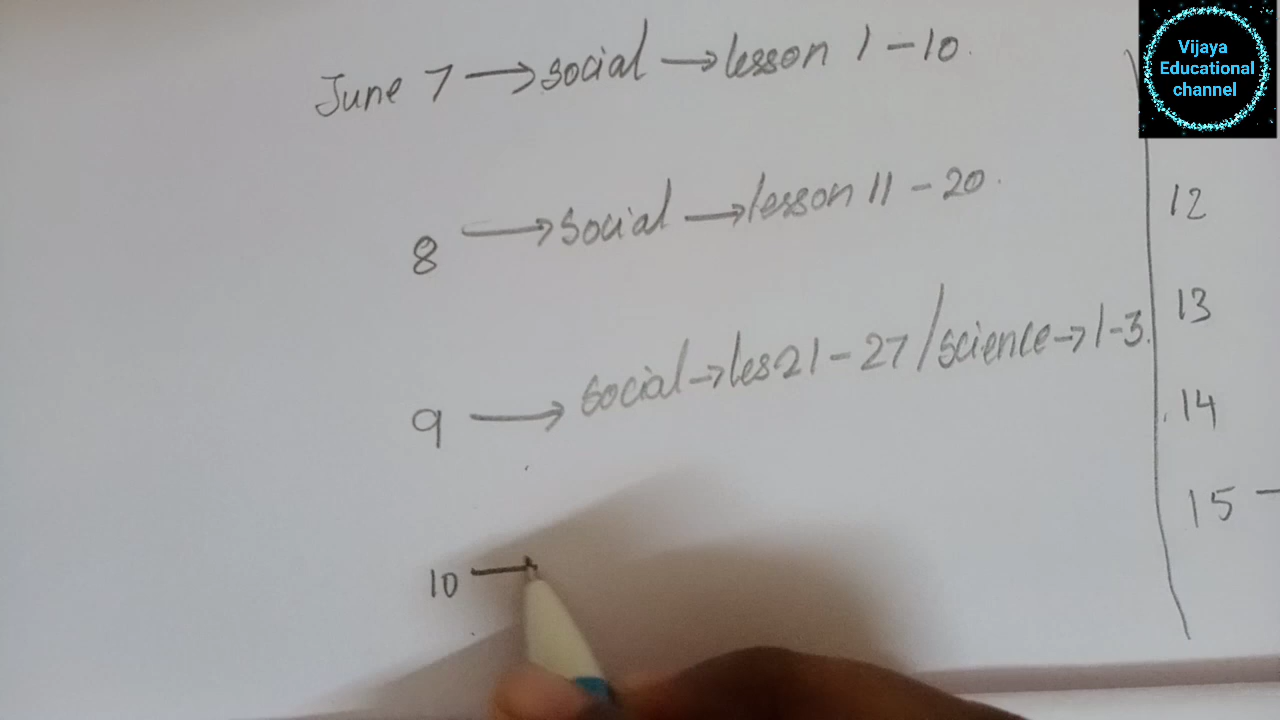 June 7 → social → lesson 1 - 10.
8 → social → lesson 11 - 20.
9 → social → les 21 - 27 / science → 1 - 3.
10 —
12
13
14
15 —
Vijaya
Educational
channel